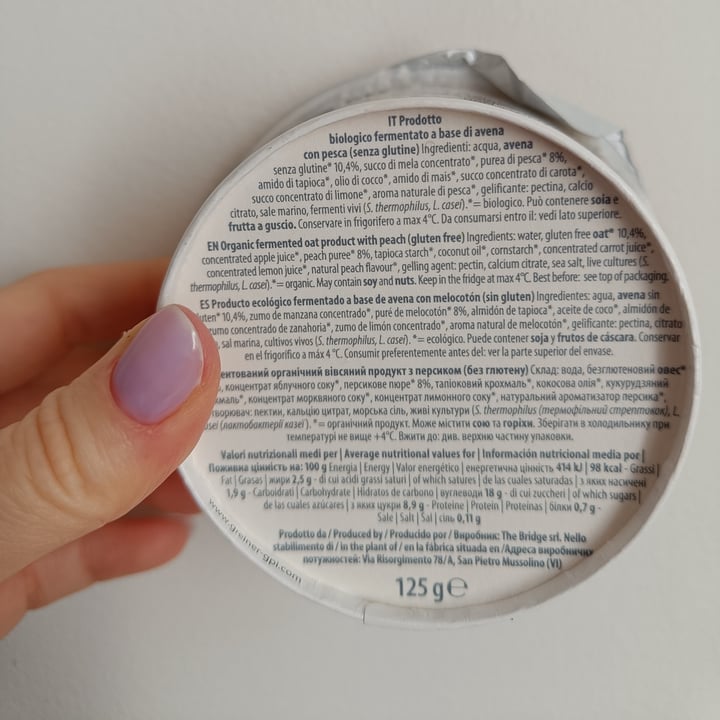 IT Prodotto
biologico fermentato a base di avena
con pesca (senza glutine) Ingredienti: acqua, avena
senza glutine* 10,4%, succo di mela concentrato*, purea di pesca* 8%,
amido di tapioca*, olio di cocco*, amido di mais*, succo concentrato di carota*,
succo concentrato di limone*, aroma naturale di pesca*, gelificante: pectina, calcio
citrato, sale marino, fermenti vivi (S. thermophilus, L. casei).*= biologico. Può contenere soia e
frutta a guscio. Conservare in frigorifero a max 4°C. Da consumarsi entro il: vedi lato superiore.
EN Organic fermented oat product with peach (gluten free) Ingredients: water, gluten free oat* 10,4%,
concentrated apple juice*, peach puree* 8%, tapioca starch*, coconut oil*, cornstarch*, concentrated carrot juice*,
concentrated lemon juice*, natural peach flavour*, gelling agent: pectin, calcium citrate, sea salt, live cultures (S.
thermophilus, L. casei).*= organic. May contain soy and nuts. Keep in the fridge at max 4°C. Best before: see top of packaging.
ES Producto ecológico fermentado a base de avena con melocotón (sin gluten) Ingredientes: agua, avena sin
gluten* 10,4%, zumo de manzana concentrado*, puré de melocotón* 8%, almidón de tapioca*, aceite de coco*, almidón de
zumo concentrado de zanahoria*, zumo de limón concentrado*, aroma natural de melocotón*, gelificante: pectina, citrato
, sal marina, cultivos vivos (S. thermophilus, L. casei). *= ecológico. Puede contener soja y frutos de cáscara. Conservar
en el frigorífico a máx 4°C. Consumir preferentemente antes del: ver la parte superior del envase.
органічний вівсяний продукт з персиком (без глютену) Склад: вода, безглютеновий овес*
, концентрат яблучного соку*, персикове пюре* 8%, тапіоковий крохмаль*, кокосова олія*, кукурудзяний
концентрат морквяного соку*, концентрат лимонного соку*, натуральний ароматизатор персика*,
пектин, кальцію цитрат, морська сіль, живі культури (S. thermophilus (термофільний стрептокок), L.
casei (лактобактерії казеї). *= органічний продукт. Може містити сою та горіхи. Зберігати в холодильнику при
температурі не вище +4°C. Вжити до: див. верхню частину упаковки.
Valori nutrizionali medi per | Average nutritional values for | Información nutricional media por |
Поживна цінність на: 100 g Energia | Energy | Valor energético | енергетична цінність 414 kJ | 98 kcal - Grassi |
Fat | Grasas | жири 2,5 g - di cui acidi grassi saturi | of which satures | de las cuales saturadas | з яких насичені
1,9 g - Carboidrati | Carbohydrate | Hidratos de carbono | вуглеводи 18 g - di cui zuccheri | of which sugars |
de las cuales azúcares | з яких цукри 8,9 g - Proteine | Protein | Proteínas | білки 0,7 g -
Sale | Salt | Sal | сіль 0,11 g
Prodotto da / Produced by / Producido por / Виробник: The Bridge srl. Nello
stabilimento di / in the plant of / en la fábrica situada en /Адреса виробничих
потужностей: Via Risorgimento 78/A, San Pietro Mussolino (VI)
125 g ℮
www.greiner-gpi.com